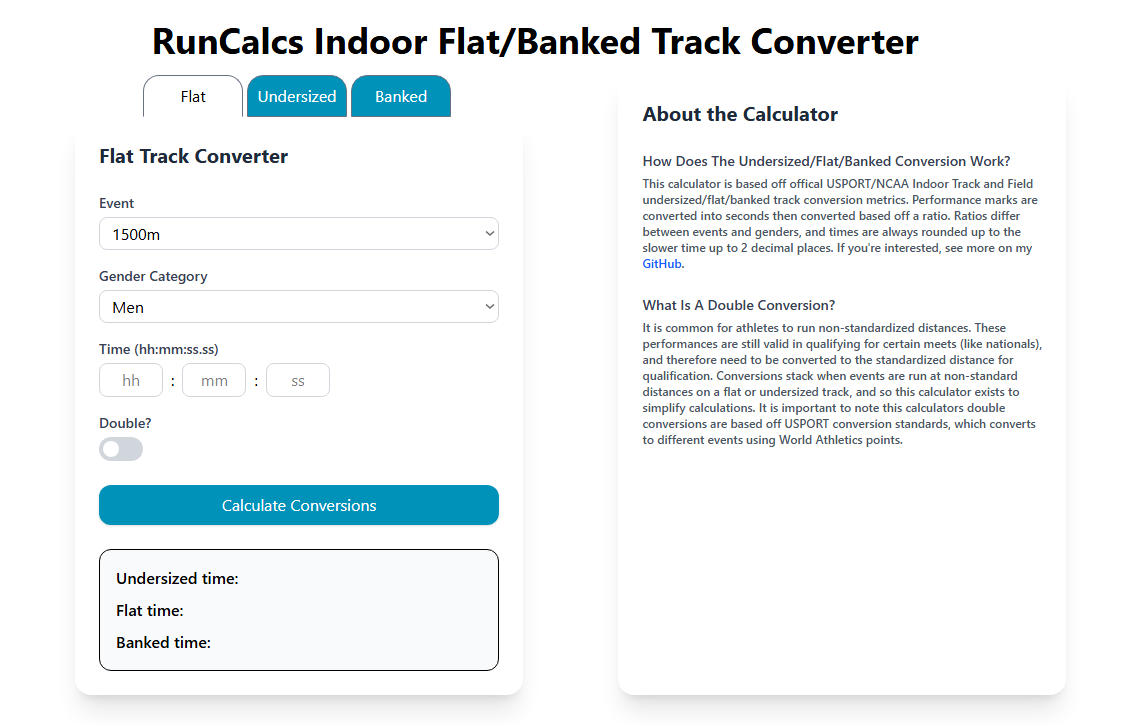 RunCalcs Indoor Flat/Banked Track Converter
Flat
Undersized
Banked
Flat Track Converter
Event
1500m
Gender Category
Men
Time (hh:mm:ss.ss)
hh : mm : ss
Double?
Calculate Conversions
Undersized time:
Flat time:
Banked time:
About the Calculator
How Does The Undersized/Flat/Banked Conversion Work?
This calculator is based off offical USPORT/NCAA Indoor Track and Field
undersized/flat/banked track conversion metrics. Performance marks are
converted into seconds then converted based off a ratio. Ratios differ
between events and genders, and times are always rounded up to the
slower time up to 2 decimal places. If you're interested, see more on my
GitHub.
What Is A Double Conversion?
It is common for athletes to run non-standardized distances. These
performances are still valid in qualifying for certain meets (like nationals),
and therefore need to be converted to the standardized distance for
qualification. Conversions stack when events are run at non-standard
distances on a flat or undersized track, and so this calculator exists to
simplify calculations. It is important to note this calculators double
conversions are based off USPORT conversion standards, which converts
to different events using World Athletics points.